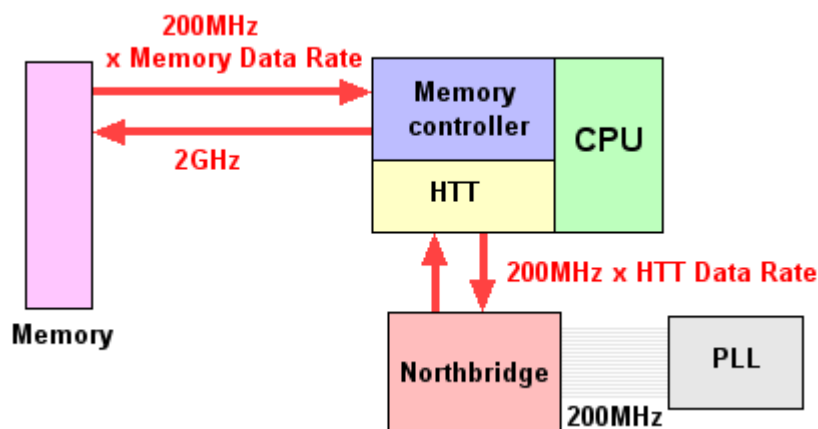 200MHz
x Memory Data Rate
Memory
controller
CPU
2GHz
HTT
200MHz x HTT Data Rate
Memory
Northbridge
PLL
200MHz